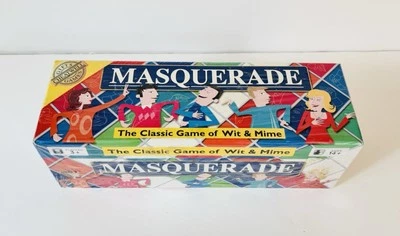 MASQUERADE
The Classic Game of Wit & Mime
The Classic Game of Wit & Mime
MASQUERADE